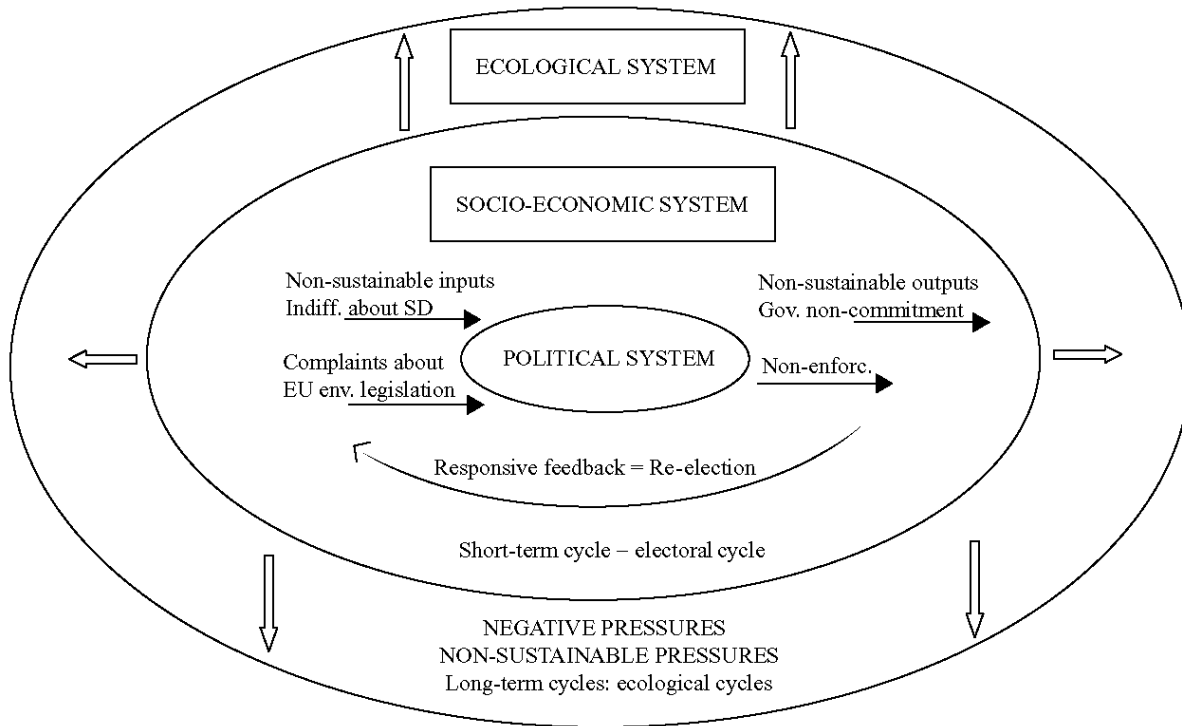 ECOLOGICAL SYSTEM
SOCIO-ECONOMIC SYSTEM
Non-sustainable inputs
Indiff. about SD
Complaints about
EU env. legislation
POLITICAL SYSTEM
Non-sustainable outputs
Gov. non-commitment
Non-enforc.
Responsive feedback = Re-election
Short-term cycle – electoral cycle
NEGATIVE PRESSURES
NON-SUSTAINABLE PRESSURES
Long-term cycles: ecological cycles